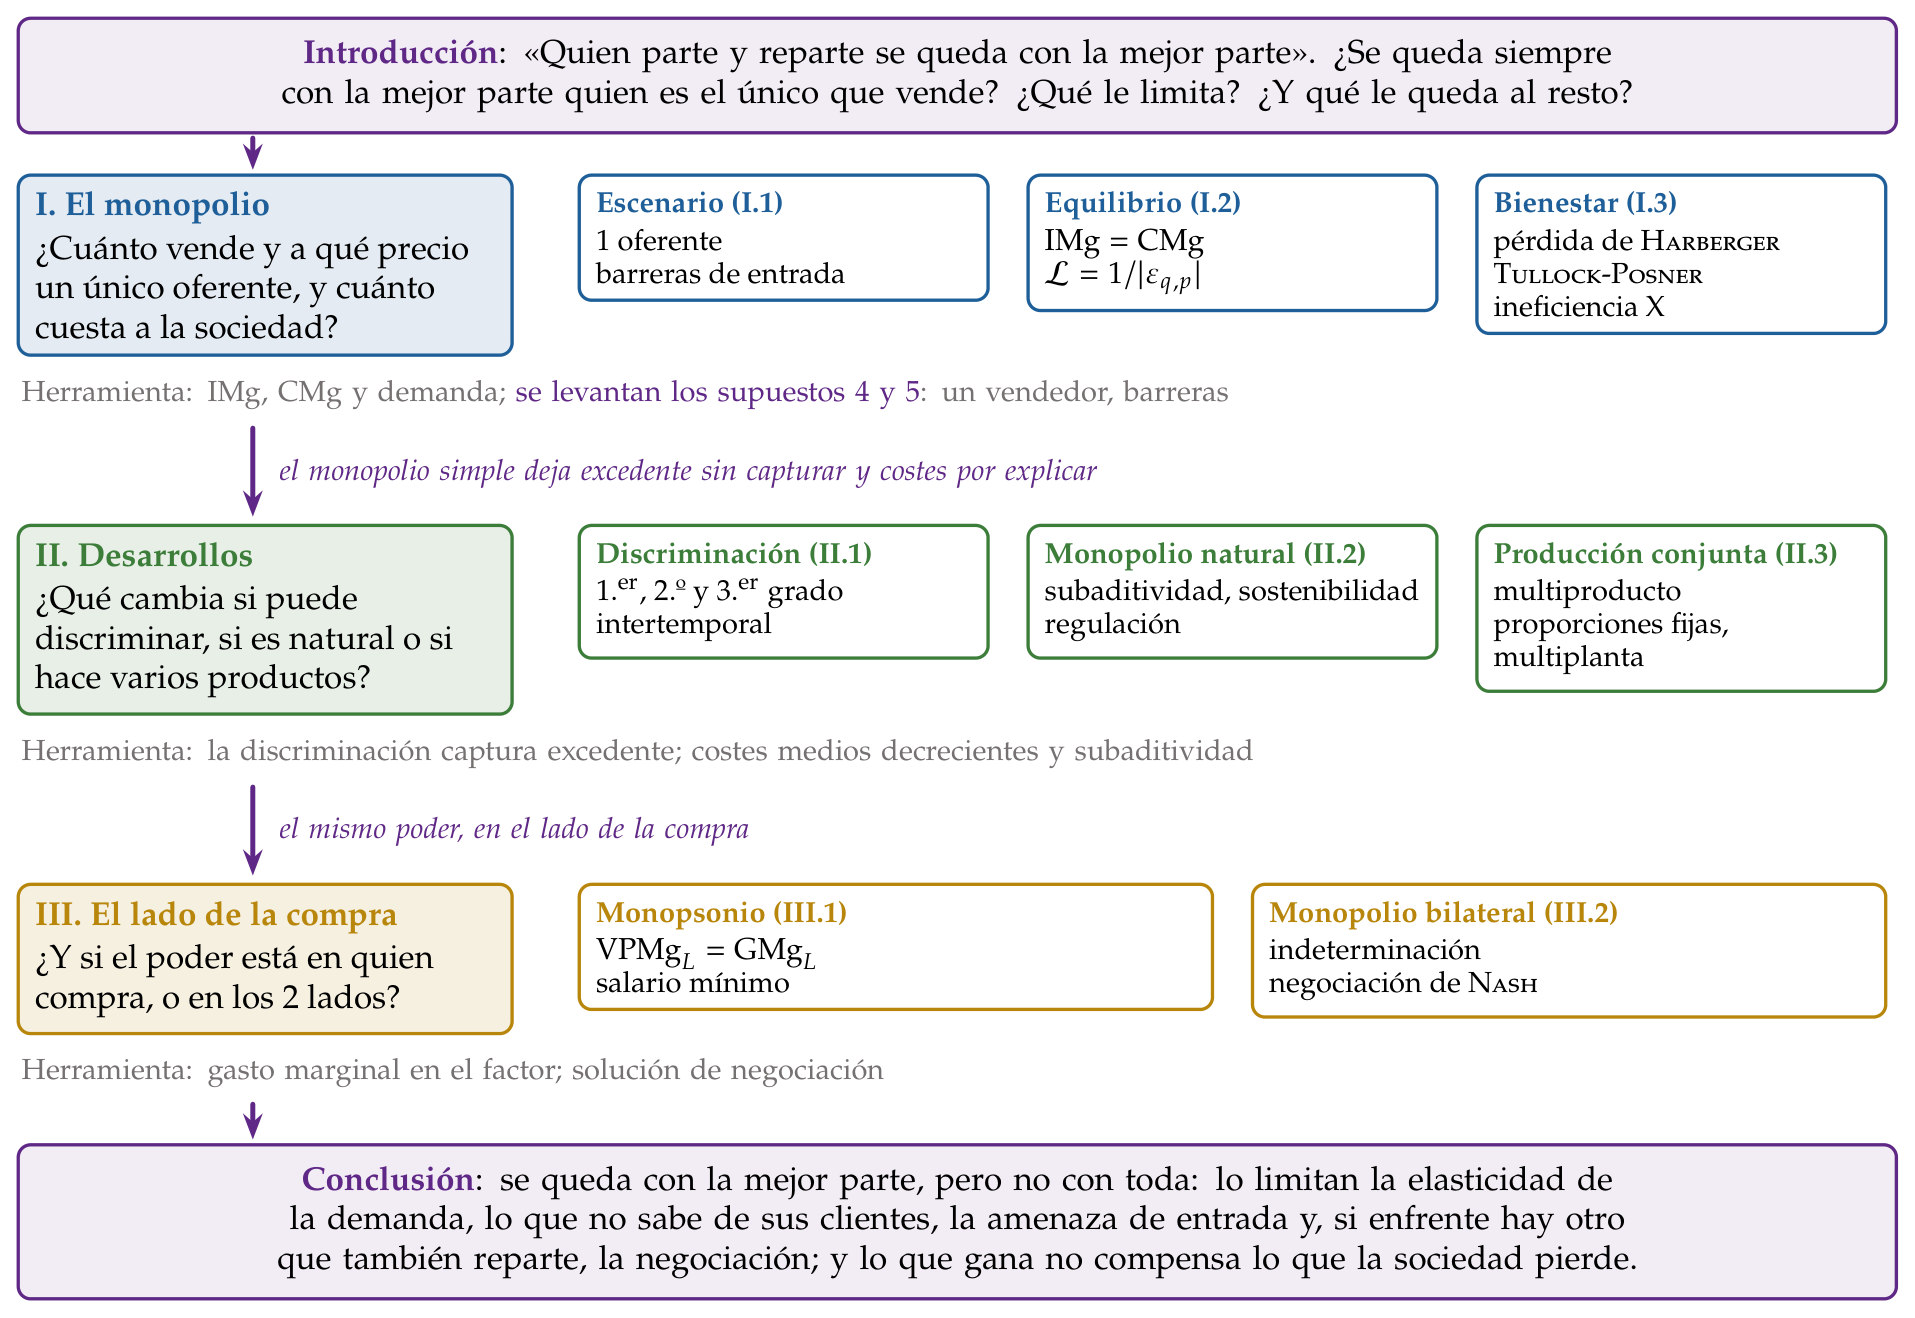 Introducción: «Quien parte y reparte se queda con la mejor parte». ¿Se queda siempre
con la mejor parte quien es el único que vende? ¿Qué le limita? ¿Y qué le queda al resto?
I. El monopolio
¿Cuánto vende y a qué precio
un único oferente, y cuánto
cuesta a la sociedad?
Escenario (I.1)
1 oferente
barreras de entrada
Equilibrio (I.2)
IMg = CMg
ℒ = 1/|ε_{q,p}|
Bienestar (I.3)
pérdida de HARBERGER
TULLOCK-POSNER
ineficiencia X
Herramienta: IMg, CMg y demanda; se levantan los supuestos 4 y 5: un vendedor, barreras
el monopolio simple deja excedente sin capturar y costes por explicar
II. Desarrollos
¿Qué cambia si puede
discriminar, si es natural o si
hace varios productos?
Discriminación (II.1)
1.er, 2.º y 3.er grado
intertemporal
Monopolio natural (II.2)
subaditividad, sostenibilidad
regulación
Producción conjunta (II.3)
multiproducto
proporciones fijas,
multiplanta
Herramienta: la discriminación captura excedente; costes medios decrecientes y subaditividad
el mismo poder, en el lado de la compra
III. El lado de la compra
¿Y si el poder está en quien
compra, o en los 2 lados?
Monopsonio (III.1)
VPMg_L = GMg_L
salario mínimo
Monopolio bilateral (III.2)
indeterminación
negociación de NASH
Herramienta: gasto marginal en el factor; solución de negociación
Conclusión: se queda con la mejor parte, pero no con toda: lo limitan la elasticidad de
la demanda, lo que no sabe de sus clientes, la amenaza de entrada y, si enfrente hay otro
que también reparte, la negociación; y lo que gana no compensa lo que la sociedad pierde.